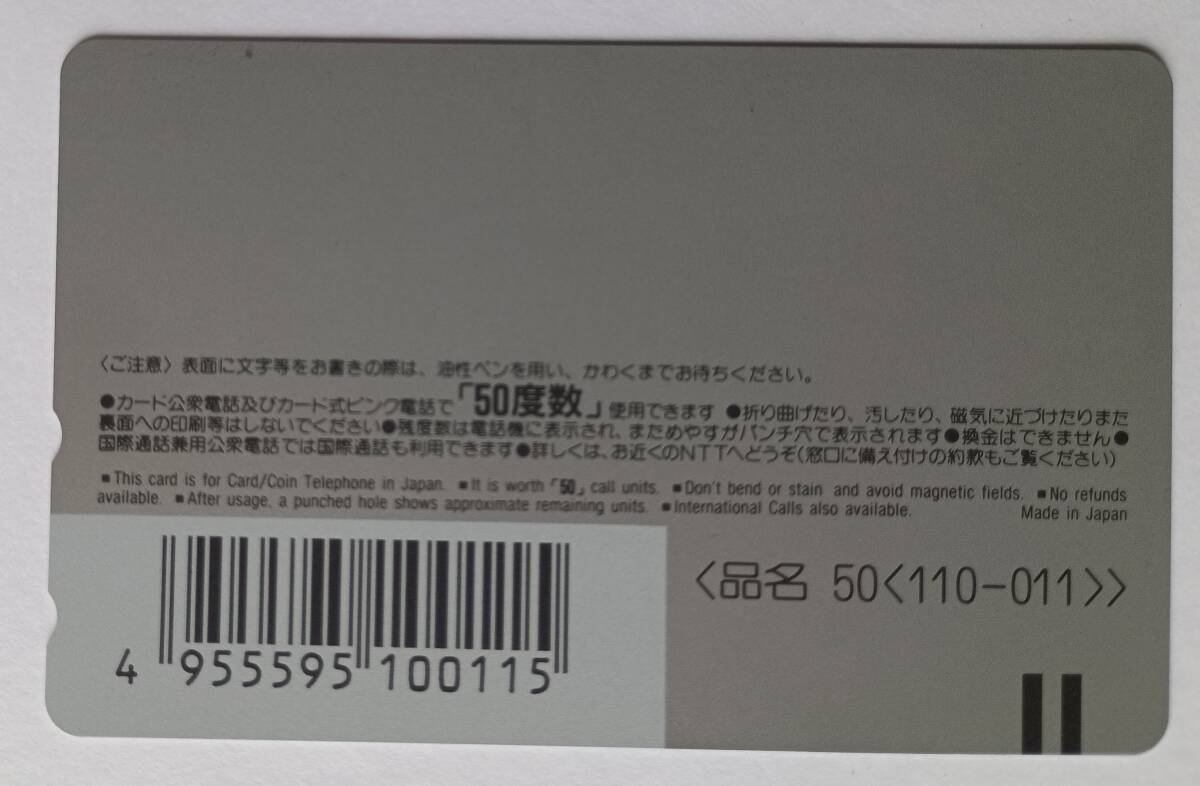 〈ご注意〉表面に文字等をお書きの際は、油性ペンを用い、かわくまでお待ちください。
●カード公衆電話及びカード式ピンク電話で「50度数」使用できます ●折り曲げたり、汚したり、磁気に近づけたりまた
裏面への印刷等はしないでください●残度数は電話機に表示され、まためやすがパンチ穴で表示されます●換金はできません●
国際通話兼用公衆電話では国際通話も利用できます●詳しくは、お近くのNTTへどうぞ(窓口に備え付けの約款もご覧ください)
■This card is for Card/Coin Telephone in Japan. ■It is worth「50」call units. ■Don't bend or stain and avoid magnetic fields. ■No refunds
available. ■After usage, a punched hole shows approximate remaining units. ■International Calls also available.
Made in Japan
〈品名 50〈110-011〉〉
4 955595 100115